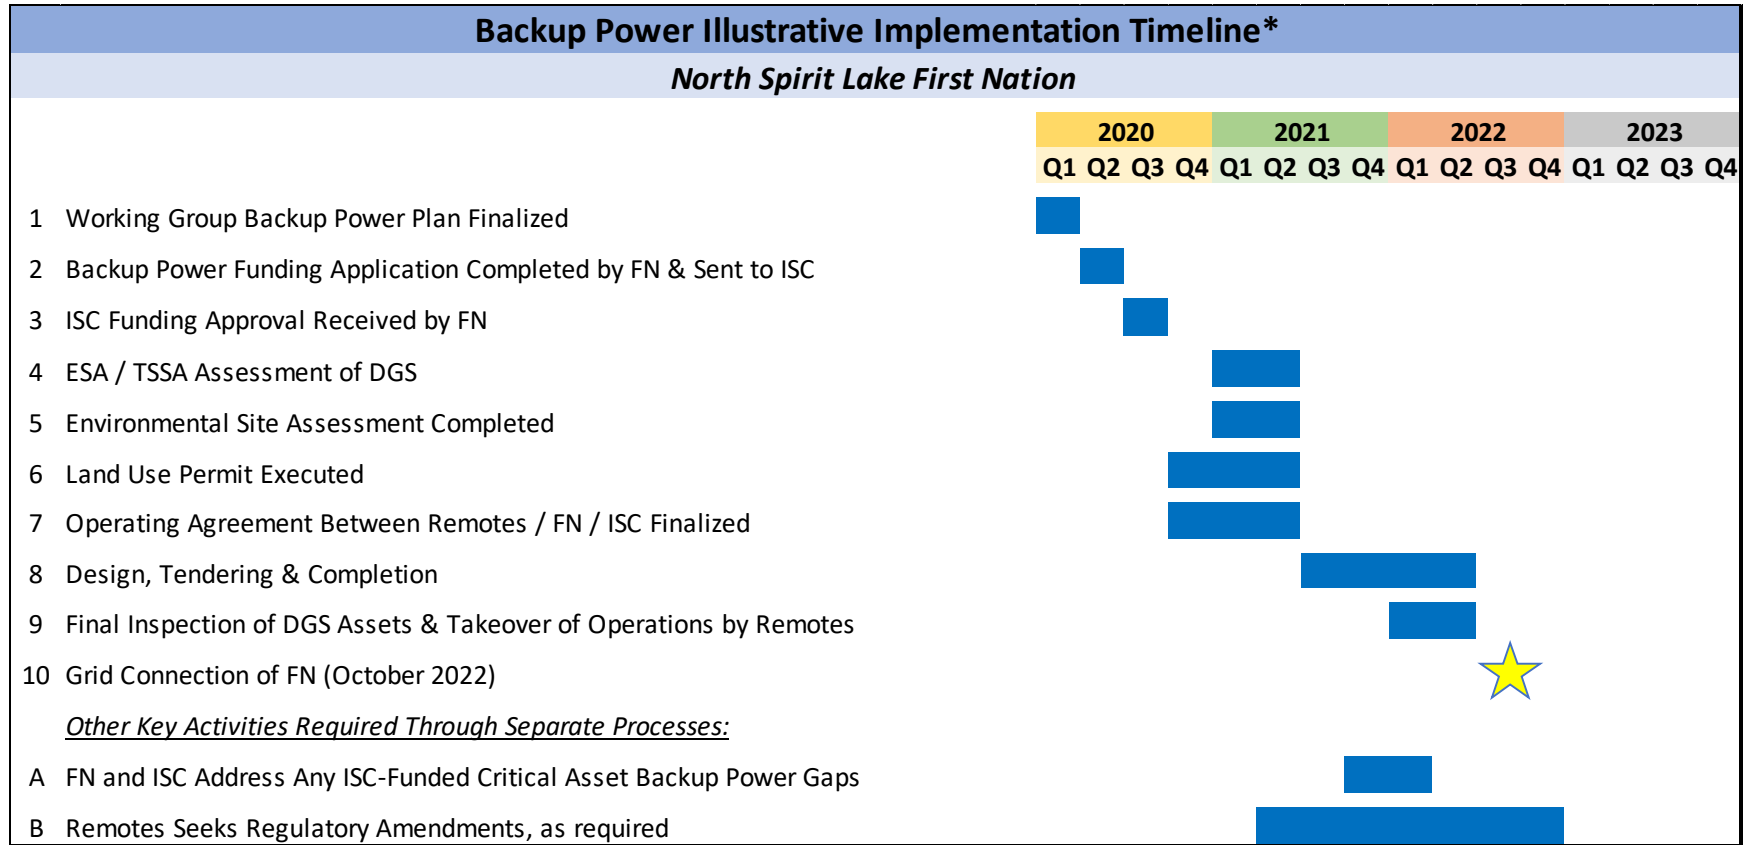 Backup Power Illustrative Implementation Timeline*
North Spirit Lake First Nation
2020 2021 2022 2023
Q1 Q2 Q3 Q4 Q1 Q2 Q3 Q4 Q1 Q2 Q3 Q4 Q1 Q2 Q3 Q4
1 Working Group Backup Power Plan Finalized
2 Backup Power Funding Application Completed by FN & Sent to ISC
3 ISC Funding Approval Received by FN
4 ESA / TSSA Assessment of DGS
5 Environmental Site Assessment Completed
6 Land Use Permit Executed
7 Operating Agreement Between Remotes / FN / ISC Finalized
8 Design, Tendering & Completion
9 Final Inspection of DGS Assets & Takeover of Operations by Remotes
10 Grid Connection of FN (October 2022)
Other Key Activities Required Through Separate Processes:
A FN and ISC Address Any ISC-Funded Critical Asset Backup Power Gaps
B Remotes Seeks Regulatory Amendments, as required